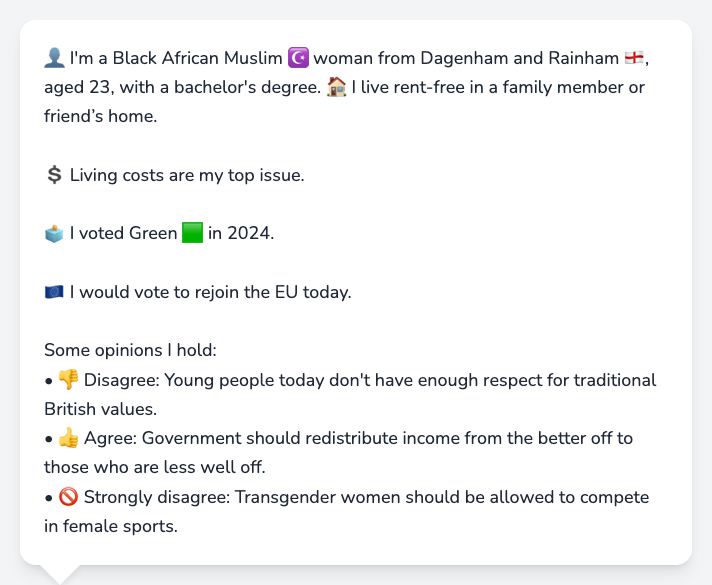 👤 I'm a Black African Muslim ☪️ woman from Dagenham and Rainham 🏴󠁧󠁢󠁥󠁮󠁧󠁿,
aged 23, with a bachelor's degree. 🏠 I live rent-free in a family member or
friend’s home.
💲 Living costs are my top issue.
🗳️ I voted Green 🟩 in 2024.
🇪🇺 I would vote to rejoin the EU today.
Some opinions I hold:
• 👎 Disagree: Young people today don't have enough respect for traditional
British values.
• 👍 Agree: Government should redistribute income from the better off to
those who are less well off.
• 🚫 Strongly disagree: Transgender women should be allowed to compete
in female sports.